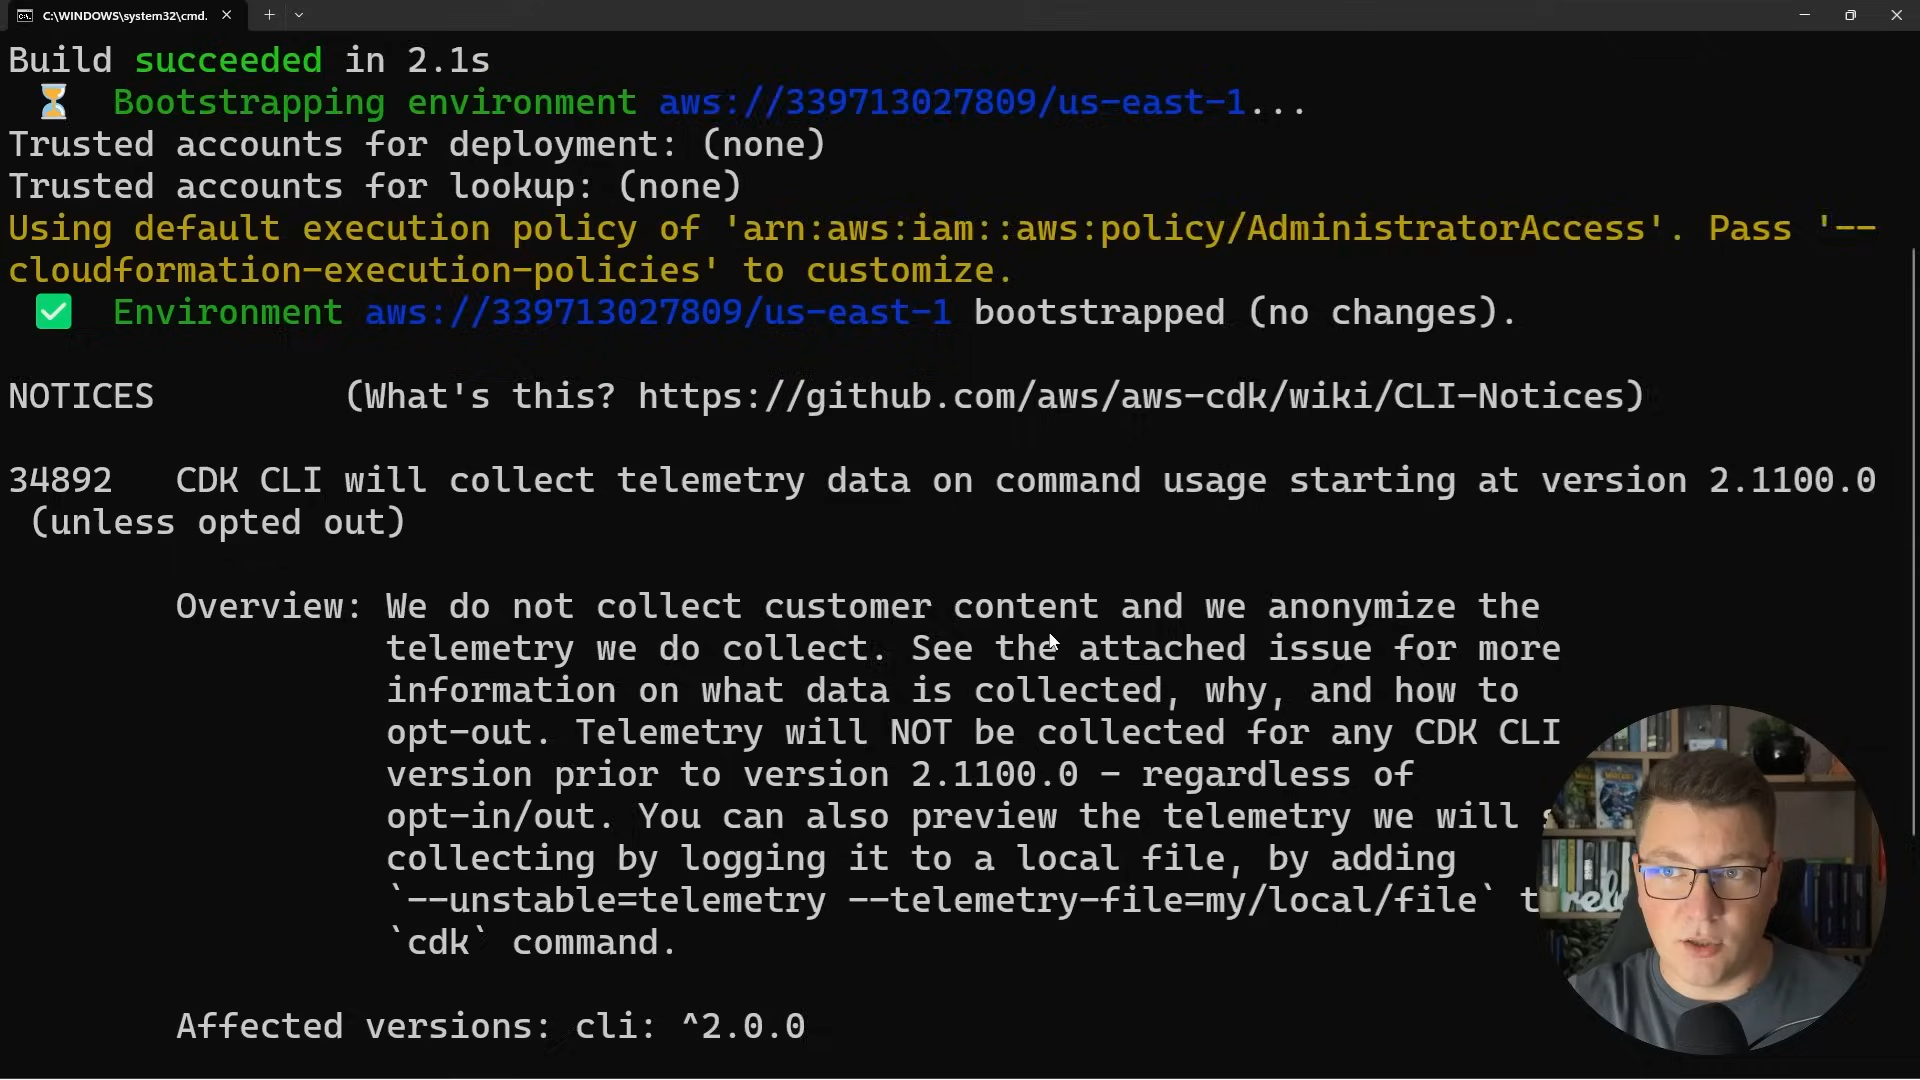 C:\WINDOWS\system32\cmd.
Build succeeded in 2.1s
Bootstrapping environment aws://339713027809/us-east-1...
Trusted accounts for deployment: (none)
Trusted accounts for lookup: (none)
Using default execution policy of 'arn:aws:iam::aws:policy/AdministratorAccess'. Pass '--
cloudformation-execution-policies' to customize.
Environment aws://339713027809/us-east-1 bootstrapped (no changes).
NOTICES (What's this? https://github.com/aws/aws-cdk/wiki/CLI-Notices)
34892 CDK CLI will collect telemetry data on command usage starting at version 2.1100.0
(unless opted out)
Overview: We do not collect customer content and we anonymize the
telemetry we do collect. See the attached issue for more
information on what data is collected, why, and how to
opt-out. Telemetry will NOT be collected for any CDK CLI
version prior to version 2.1100.0 - regardless of
opt-in/out. You can also preview the telemetry we will
collecting by logging it to a local file, by adding
`--unstable=telemetry --telemetry-file=my/local/file`
`cdk` command.
Affected versions: cli: ^2.0.0